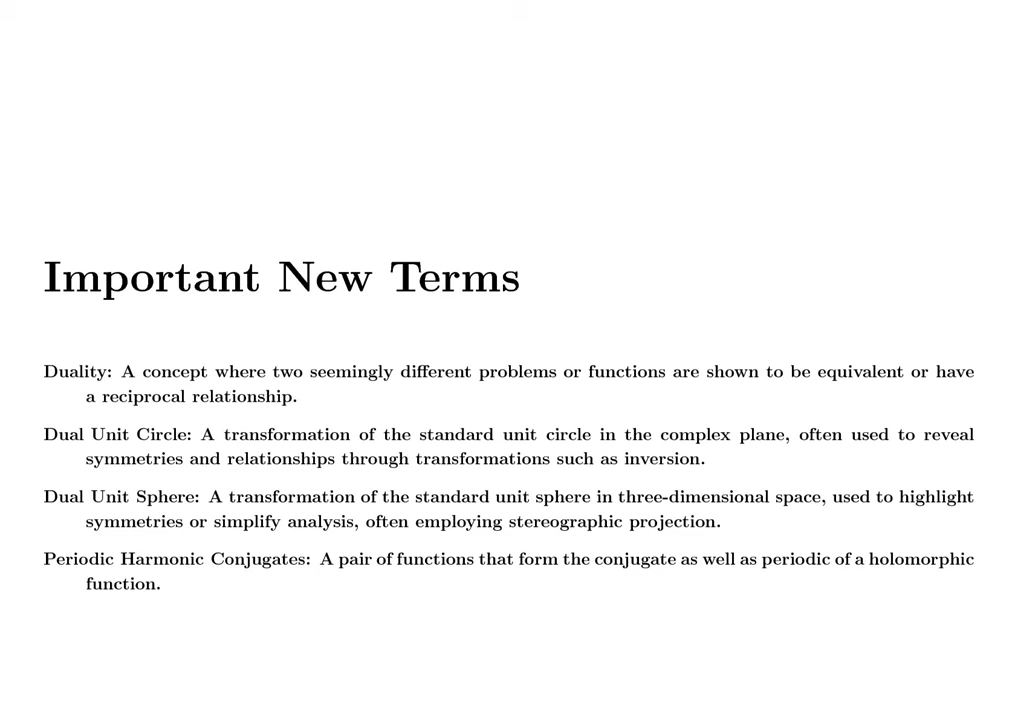 Important New Terms
Duality: A concept where two seemingly different problems or functions are shown to be equivalent or have
a reciprocal relationship.
Dual Unit Circle: A transformation of the standard unit circle in the complex plane, often used to reveal
symmetries and relationships through transformations such as inversion.
Dual Unit Sphere: A transformation of the standard unit sphere in three-dimensional space, used to highlight
symmetries or simplify analysis, often employing stereographic projection.
Periodic Harmonic Conjugates: A pair of functions that form the conjugate as well as periodic of a holomorphic
function.